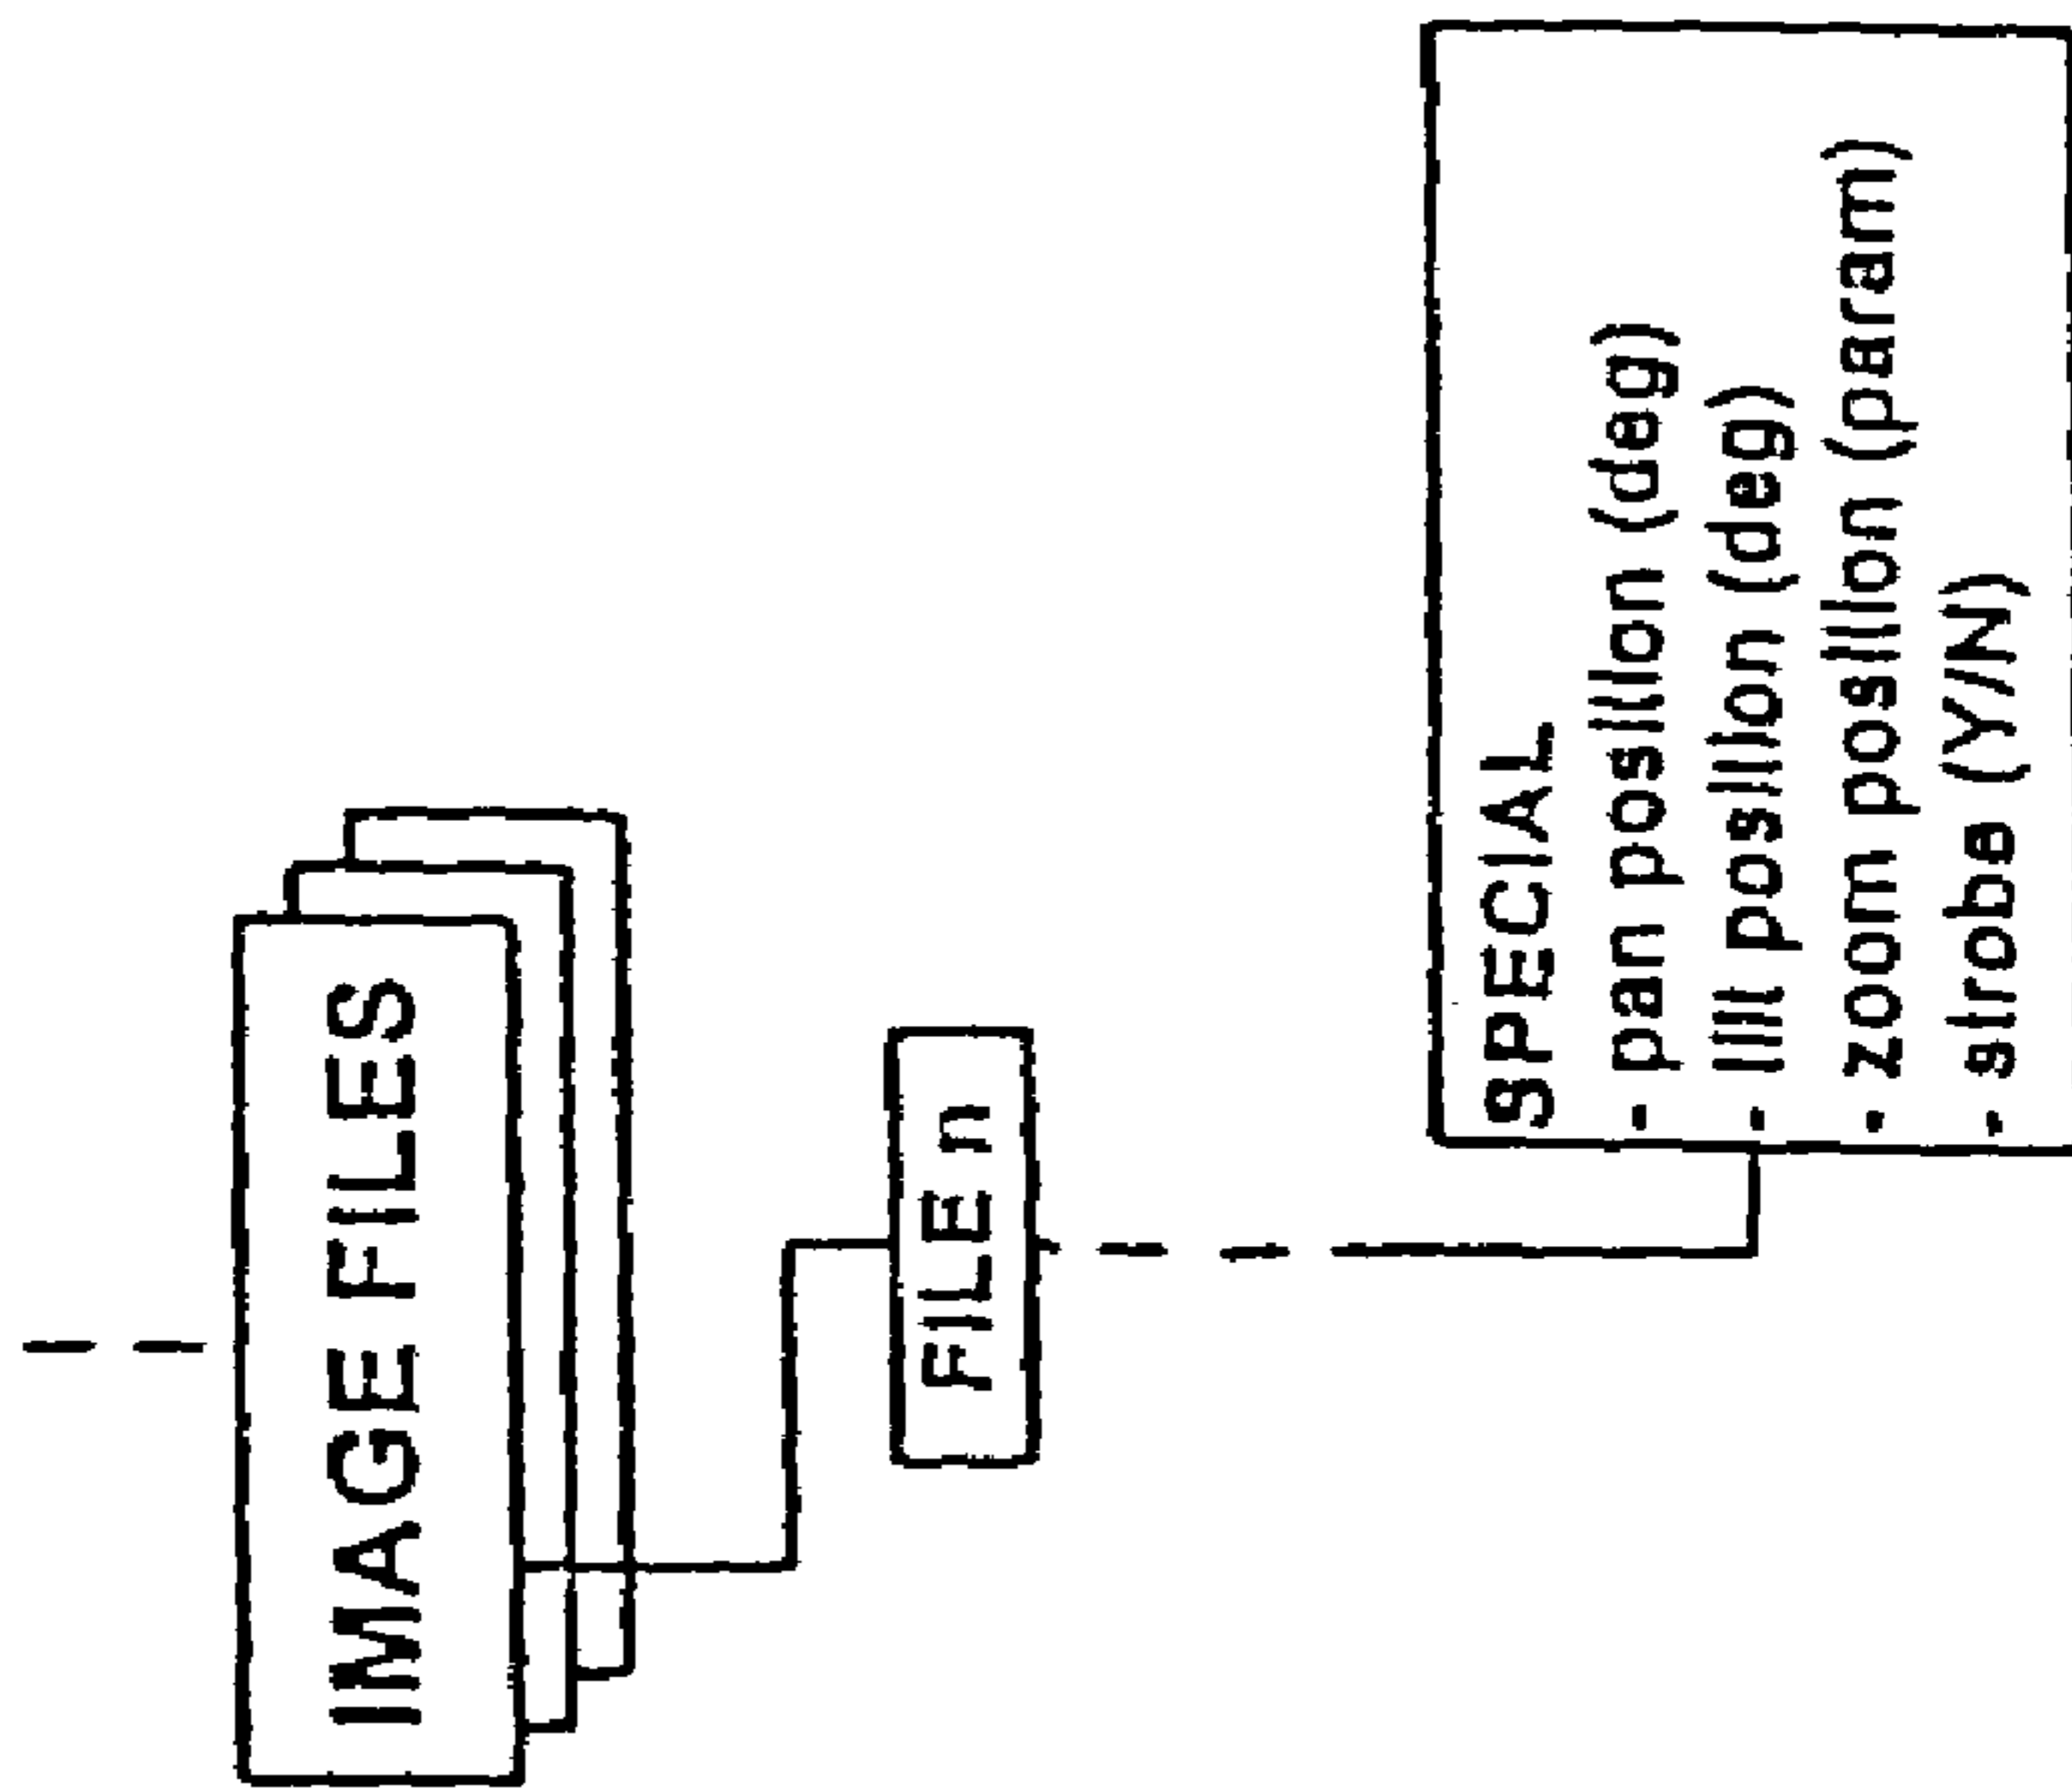 IMAGE FILES
FILE n
SPECIAL
• pan position (deg)
• tilt position (deg)
• zoom position (param)
• strobe (Y/N)